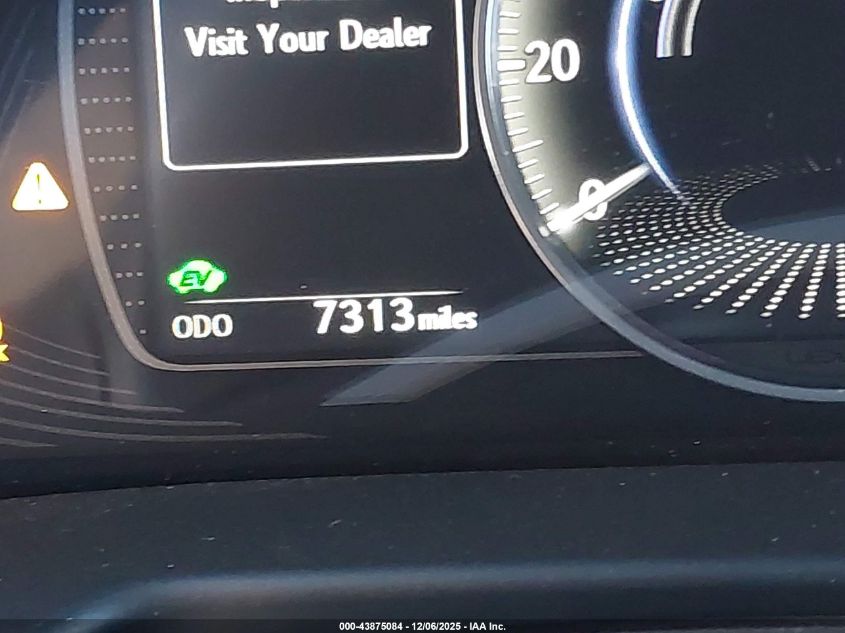 Visit Your Dealer
20
0
EV
ODO 7313 miles
000-43875084 - 12/06/2025 - IAA Inc.